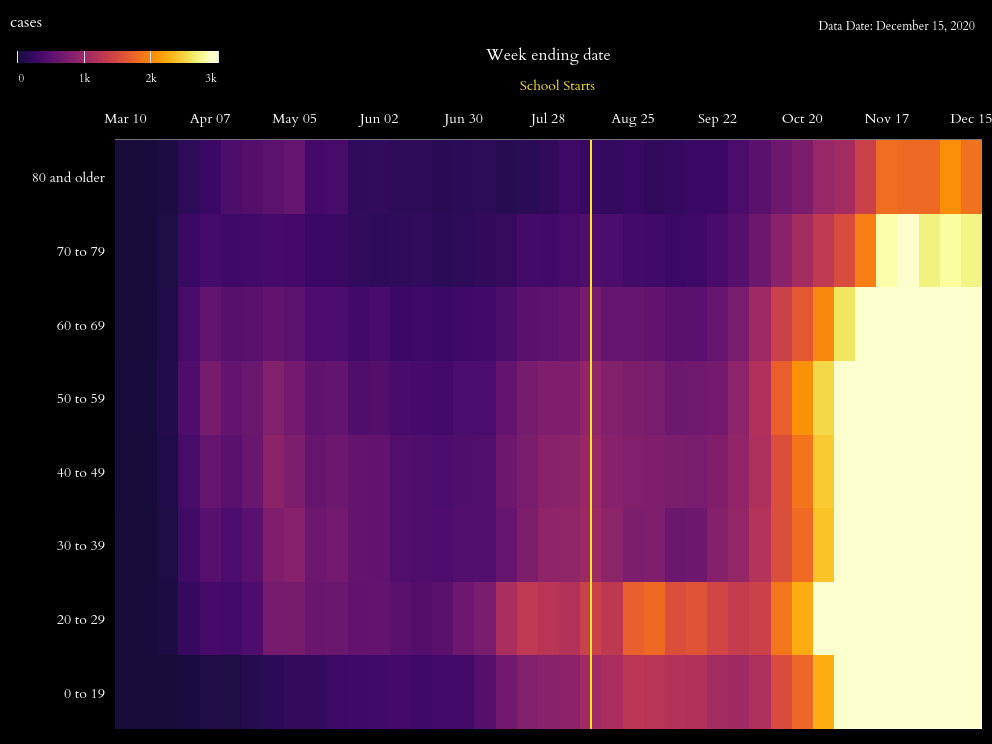 cases
Data Date: December 15, 2020
0 1k 2k 3k
Week ending date
School Starts
Mar 10 Apr 07 May 05 Jun 02 Jun 30 Jul 28 Aug 25 Sep 22 Oct 20 Nov 17 Dec 15
80 and older
70 to 79
60 to 69
50 to 59
40 to 49
30 to 39
20 to 29
0 to 19